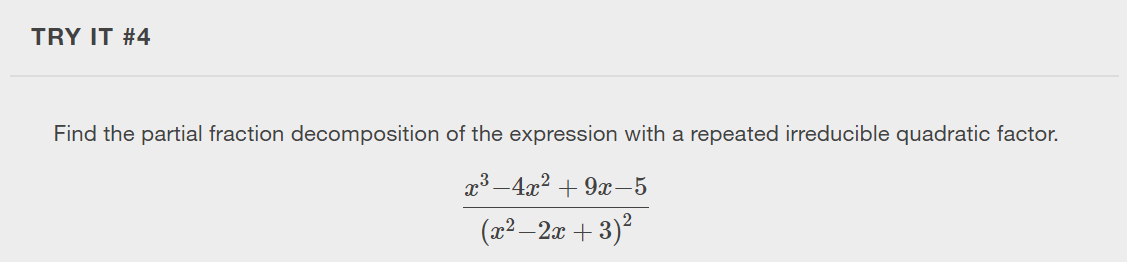 TRY IT #4
Find the partial fraction decomposition of the expression with a repeated irreducible quadratic factor.
x³−4x² + 9x−5
(x²−2x + 3)²